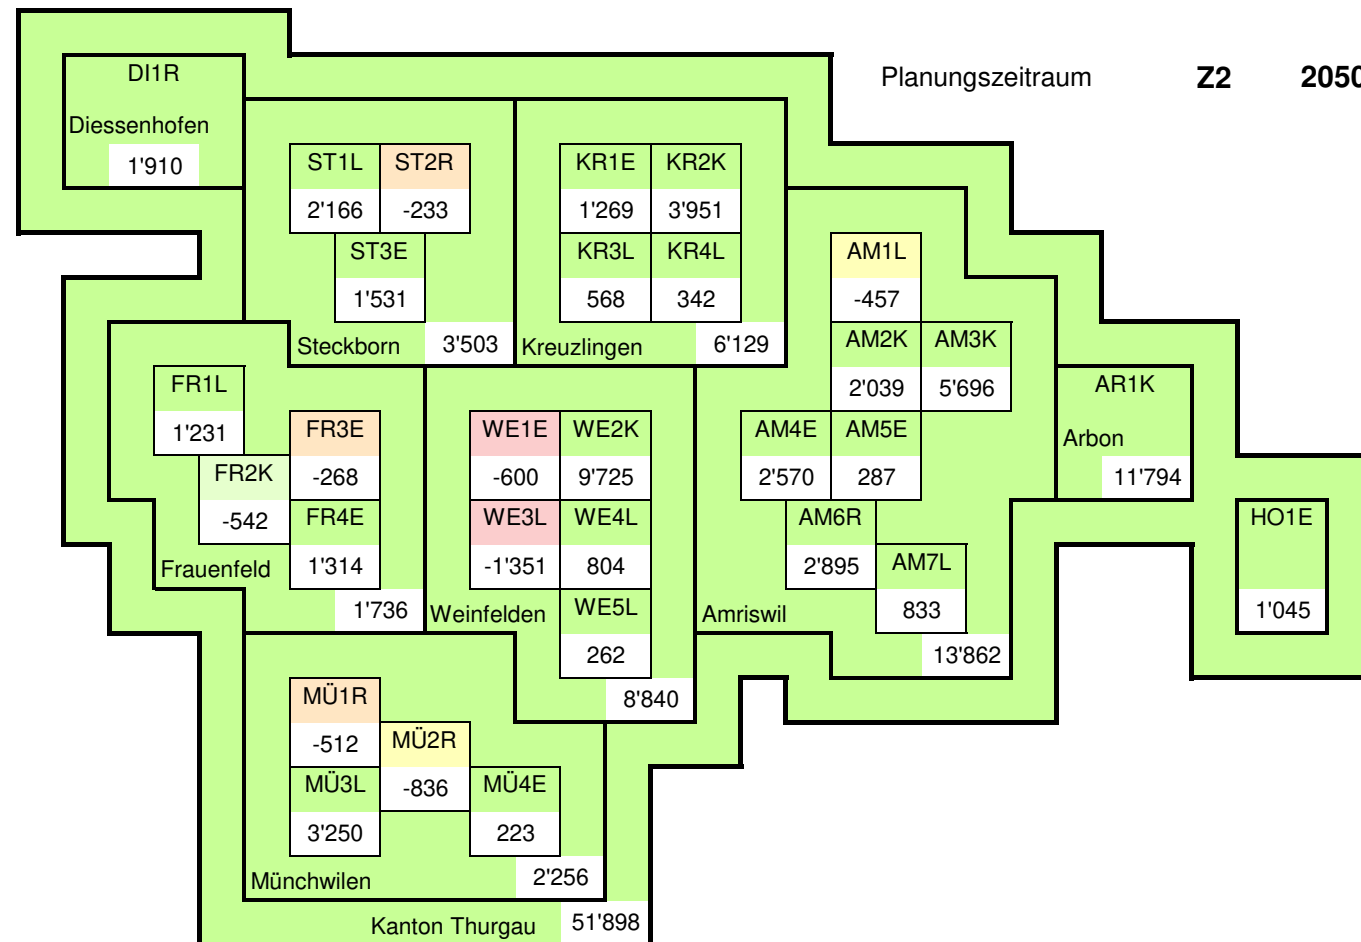 DI1R
Planungszeitraum Z2 2050
Diessenhofen
1'910
ST1L ST2R KR1E KR2K
2'166 -233 1'269 3'951
ST3E KR3L KR4L AM1L
1'531 568 342 -457
Steckborn 3'503 Kreuzlingen 6'129 AM2K AM3K
FR1L 2'039 5'696 AR1K
1'231 FR3E WE1E WE2K AM4E AM5E Arbon
FR2K -268 -600 9'725 2'570 287 11'794
-542 FR4E WE3L WE4L AM6R HO1E
Frauenfeld 1'314 -1'351 804 2'895 AM7L
1'736 Weinfelden WE5L Amriswil 833 1'045
262 13'862
MÜ1R 8'840
-512 MÜ2R
MÜ3L -836 MÜ4E
3'250 223
Münchwilen 2'256
Kanton Thurgau 51'898